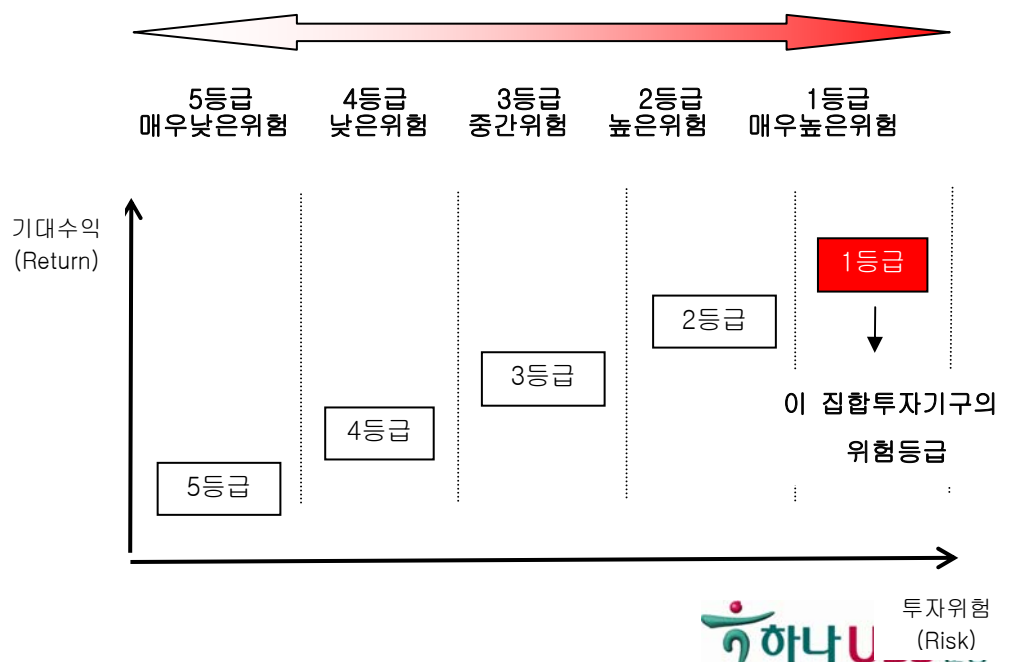 5등급 4등급 3등급 2등급 1등급
매우낮은위험 낮은위험 중간위험 높은위험 매우높은위험
기대수익
(Return)
1등급
2등급
3등급
이 집합투자기구의
4등급
위험등급
5등급
투자위험
(Risk)
하나 U